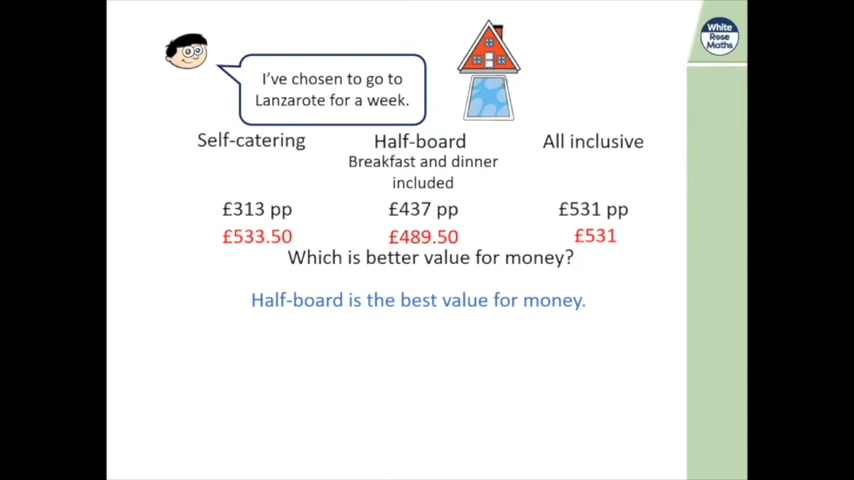 White
Rose
Maths
I've chosen to go to
Lanzarote for a week.
Self-catering
Half-board
All inclusive
Breakfast and dinner
included
£313 pp
£437 pp
£531 pp
£533.50
£489.50
£531
Which is better value for money?
Half-board is the best value for money.